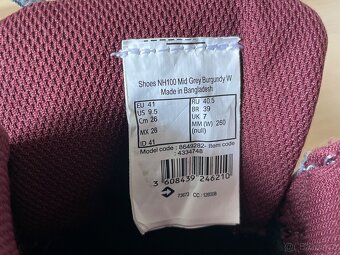 Shoes NH100 Mid Grey Burgundy W
Made in Bangladesh
EU 41 RU 40.5
US 9.5 BR 39
Cm 26 UK 7
MX 26 MM (W) 260
ID 41 (null)
Model code : 8649282- Item code
: 4334748
3 608439 246210